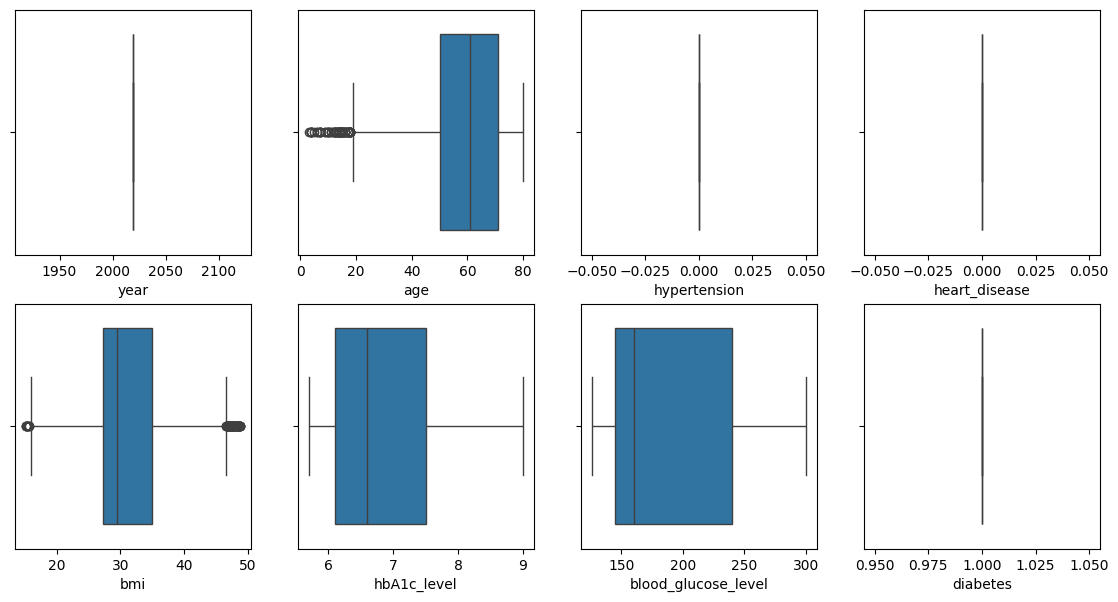 1950 2000 2050 2100
year
0 20 40 60 80
age
−0.050 −0.025 0.000 0.025 0.050
hypertension
−0.050 −0.025 0.000 0.025 0.050
heart_disease
20 30 40 50
bmi
6 7 8 9
hbA1c_level
150 200 250 300
blood_glucose_level
0.950 0.975 1.000 1.025 1.050
diabetes